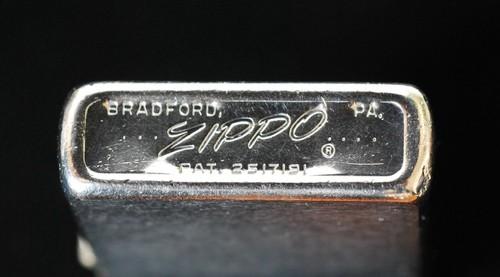 BRADFORD, PA.
.... ZIPPO ® ....
PAT. 2517191